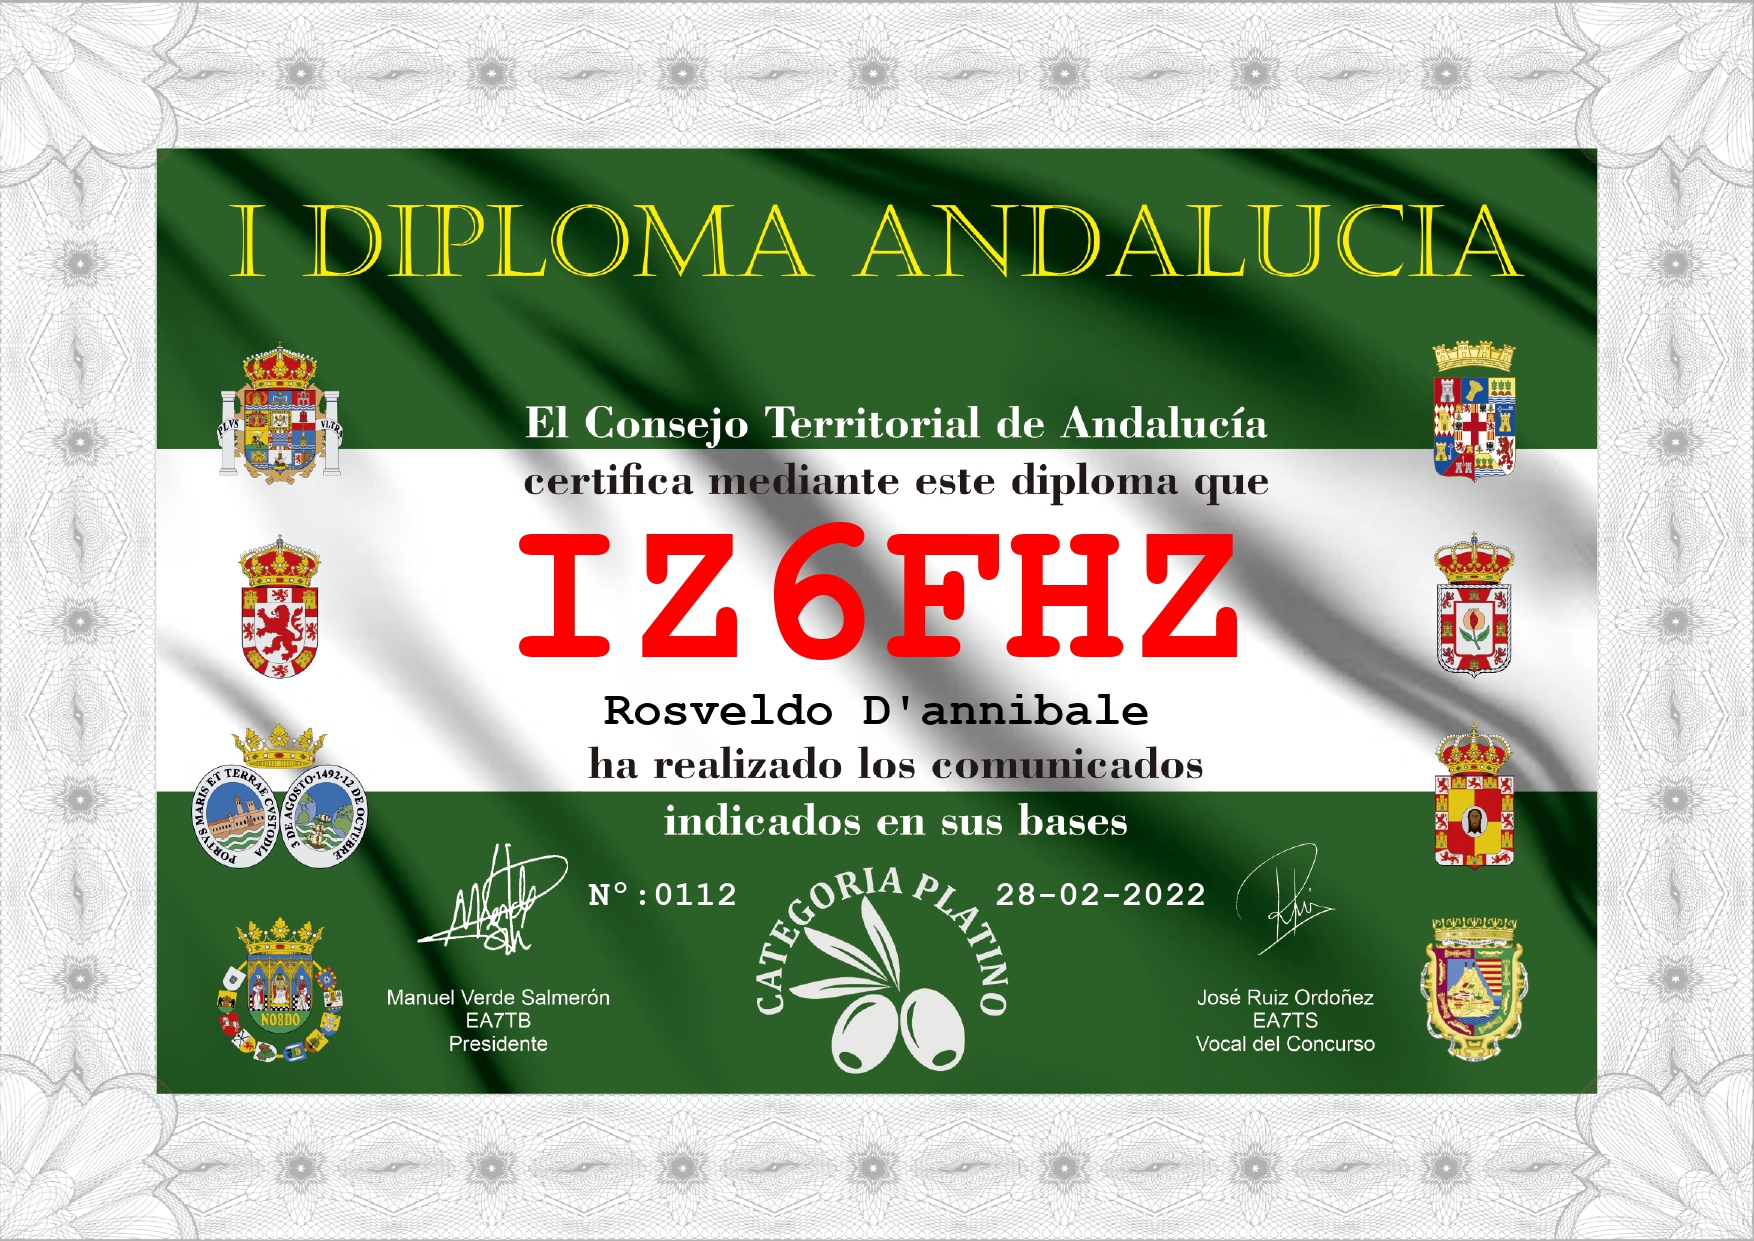 I DIPLOMA ANDALUCIA
El Consejo Territorial de Andalucía
certifica mediante este diploma que
IZ6FHZ
Rosveldo D'annibale
ha realizado los comunicados
indicados en sus bases
Nº:0112
28-02-2022
CATEGORIA PLATINO
Manuel Verde Salmerón
EA7TB
Presidente
José Ruiz Ordoñez
EA7TS
Vocal del Concurso
PLVS VLTRA
PORTVS MARIS ET TERRAE CVSTODIA
3 DE AGOSTO·1492·12 DE OCTUBRE
NO8DO